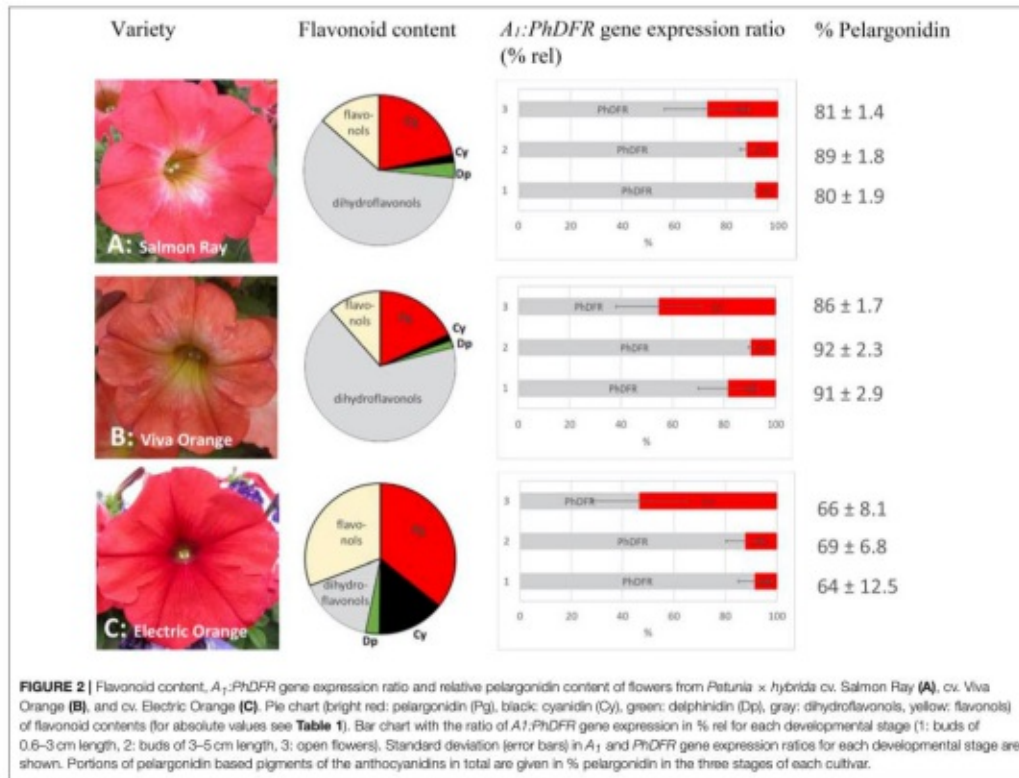 Variety Flavonoid content A1:PhDFR gene expression ratio (% rel) % Pelargonidin
flavo-
nols
Pg
Cy
Dp
dihydroflavonols
A: Salmon Ray
3 PhDFR
2 PhDFR
1 PhDFR
0 20 40 60 80 100
%
81 ± 1.4
89 ± 1.8
80 ± 1.9
flavo-
nols
Pg
Cy
Dp
dihydroflavonols
B: Viva Orange
3 PhDFR
2 PhDFR
1 PhDFR
0 20 40 60 80 100
%
86 ± 1.7
92 ± 2.3
91 ± 2.9
flavo-
nols
Pg
dihydro-
flavonols
Dp
Cy
C: Electric Orange
3 PhDFR
2 PhDFR
1 PhDFR
0 20 40 60 80 100
%
66 ± 8.1
69 ± 6.8
64 ± 12.5
FIGURE 2 | Flavonoid content, A1:PhDFR gene expression ratio and relative pelargonidin content of flowers from Petunia × hybrida cv. Salmon Ray (A), cv. Viva
Orange (B), and cv. Electric Orange (C). Pie chart (bright red: pelargonidin (Pg), black: cyanidin (Cy), green: delphinidin (Dp), gray: dihydroflavonols, yellow: flavonols)
of flavonoid contents (for absolute values see Table 1). Bar chart with the ratio of A1:PhDFR gene expression in % rel for each developmental stage (1: buds of
0.6–3 cm length, 2: buds of 3–5 cm length, 3: open flowers). Standard deviation (error bars) in A1 and PhDFR gene expression ratios for each developmental stage are
shown. Portions of pelargonidin based pigments of the anthocyanidins in total are given in % pelargonidin in the three stages of each cultivar.